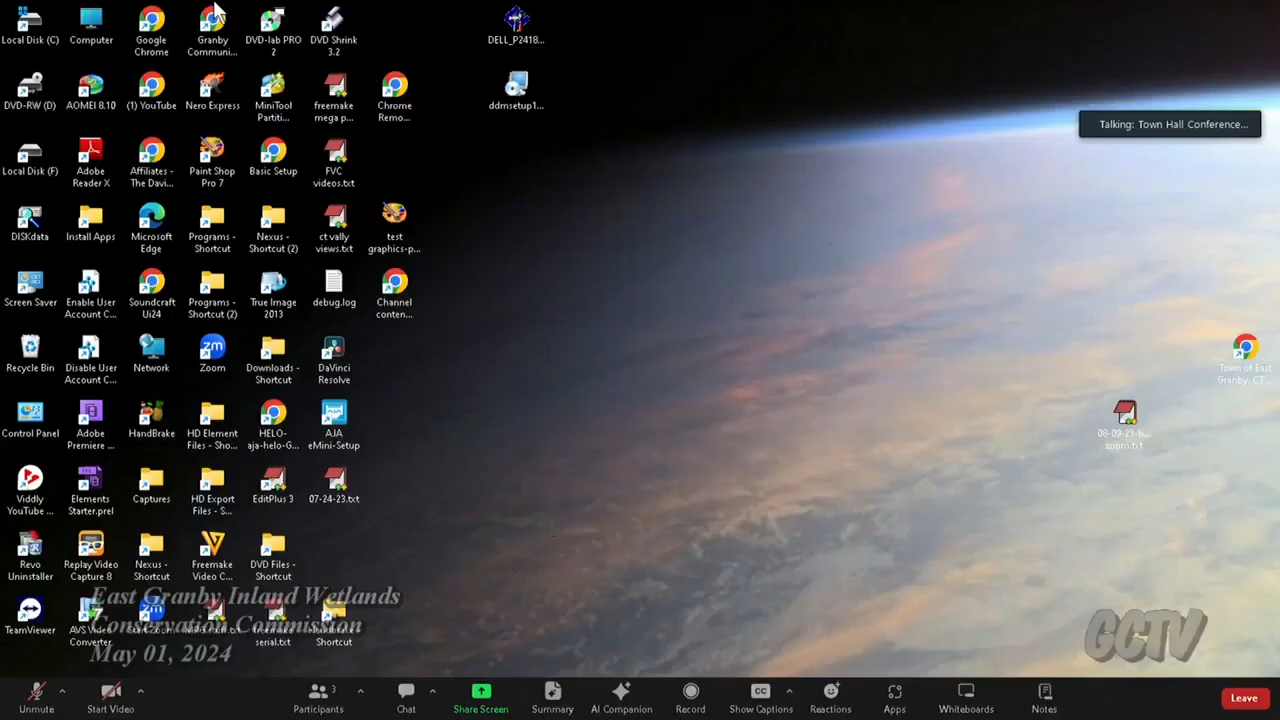 Local Disk (C)
Computer
Google
Chrome
Granby
Communi...
DVD-lab PRO
2
DVD Shrink
3.2
DELL_P2418...
DVD-RW (D)
AOMEI 8.10
(1) YouTube
Nero Express
MiniTool
Partiti...
freemake
mega p...
Chrome
Remo...
ddmsetup1...
Talking: Town Hall Conference...
Local Disk (F)
Adobe
Reader X
Affiliates -
The Davi...
Paint Shop
Pro 7
Basic Setup
FVC
videos.txt
DISKdata
Install Apps
Microsoft
Edge
Programs -
Shortcut
Nexus -
Shortcut (2)
ct vally
views.txt
test
graphics-p...
Screen Saver
Enable User
Account C...
Soundcraft
Ui24
Programs -
Shortcut (2)
True Image
2013
debug.log
Channel
conten...
Recycle Bin
Disable User
Account C...
Network
Zoom
Downloads -
Shortcut
DaVinci
Resolve
Town of East
Granby, CT ...
Control Panel
Adobe
Premiere ...
HandBrake
HD Element
Files - Sho...
HELO-
aja-helo-G...
AJA
eMini-Setup
08-09-23-h...
zoom.txt
Viddly
YouTube ...
Elements
Starter.prel
Captures
HD Export
Files - S...
EditPlus 3
07-24-23.txt
Revo
Uninstaller
Replay Video
Capture 8
Nexus -
Shortcut
Freemake
Video C...
DVD Files -
Shortcut
TeamViewer
AVS Video
Converter
serial.txt
Shortcut
East Granby Inland Wetlands
Conservation Commission
May 01, 2024
GCTV
Unmute
Start Video
Participants
3
Chat
Share Screen
Summary
AI Companion
Record
CC
Show Captions
Reactions
Apps
Whiteboards
Notes
Leave